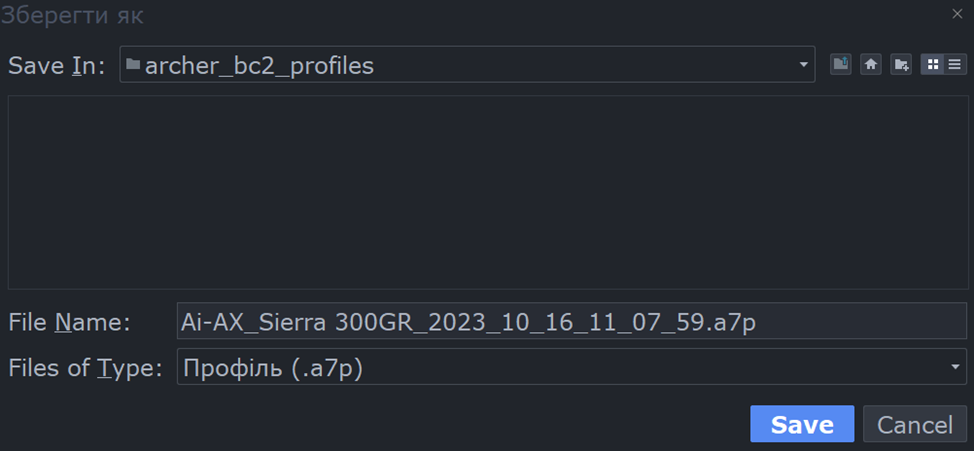 Зберегти як
Save In: archer_bc2_profiles
File Name: Ai-AX_Sierra 300GR_2023_10_16_11_07_59.a7p
Files of Type: Профіль (.a7p)
Save Cancel